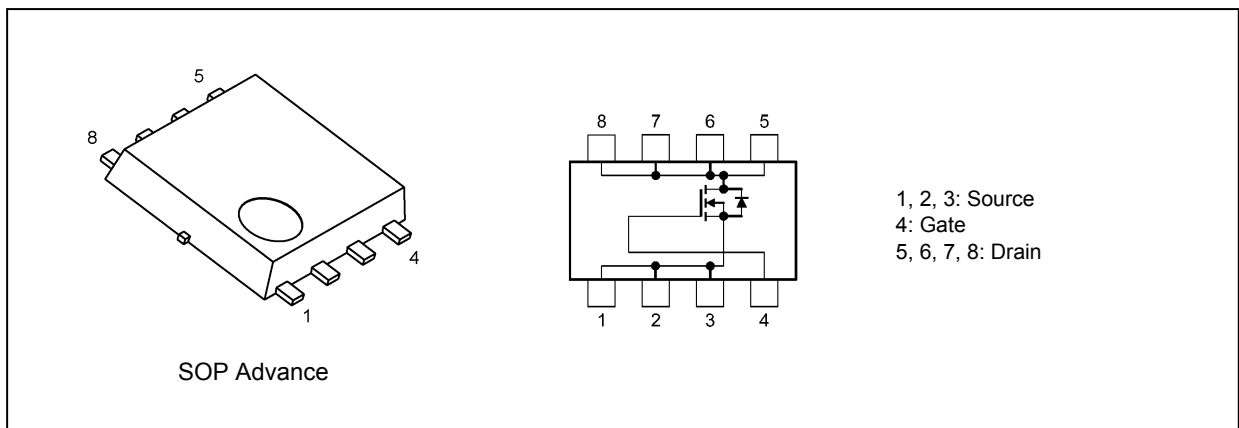 5
8
4
1
SOP Advance
8 7 6 5
1 2 3 4
1, 2, 3: Source
4: Gate
5, 6, 7, 8: Drain